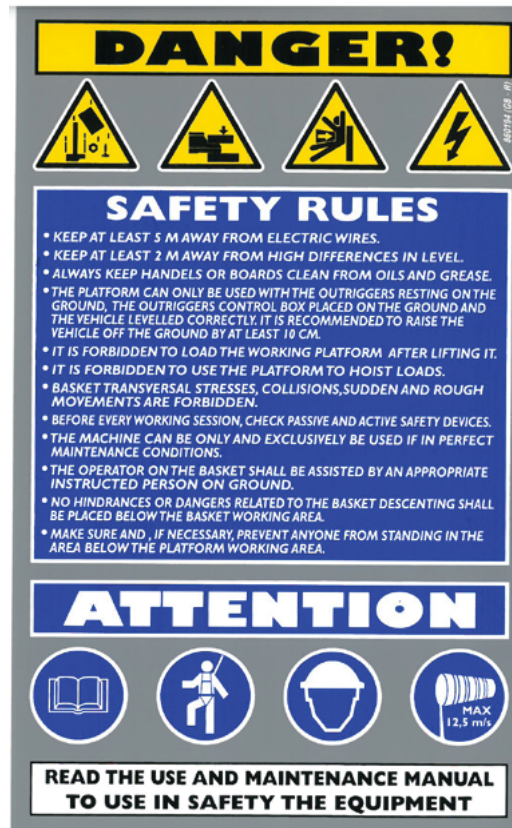 DANGER!
860194 (GB - R)
SAFETY RULES
• KEEP AT LEAST 5 M AWAY FROM ELECTRIC WIRES.
• KEEP AT LEAST 2 M AWAY FROM HIGH DIFFERENCES IN LEVEL.
• ALWAYS KEEP HANDELS OR BOARDS CLEAN FROM OILS AND GREASE.
• THE PLATFORM CAN ONLY BE USED WITH THE OUTRIGGERS RESTING ON THE
GROUND, THE OUTRIGGERS CONTROL BOX PLACED ON THE GROUND AND
THE VEHICLE LEVELLED CORRECTLY. IT IS RECOMMENDED TO RAISE THE
VEHICLE OFF THE GROUND BY AT LEAST 10 CM.
• IT IS FORBIDDEN TO LOAD THE WORKING PLATFORM AFTER LIFTING IT.
• IT IS FORBIDDEN TO USE THE PLATFORM TO HOIST LOADS.
• BASKET TRANSVERSAL STRESSES, COLLISIONS,SUDDEN AND ROUGH
MOVEMENTS ARE FORBIDDEN.
• BEFORE EVERY WORKING SESSION, CHECK PASSIVE AND ACTIVE SAFETY DEVICES.
• THE MACHINE CAN BE ONLY AND EXCLUSIVELY BE USED IF IN PERFECT
MAINTENANCE CONDITIONS.
• THE OPERATOR ON THE BASKET SHALL BE ASSISTED BY AN APPROPRIATE
INSTRUCTED PERSON ON GROUND.
• NO HINDRANCES OR DANGERS RELATED TO THE BASKET DESCENTING SHALL
BE PLACED BELOW THE BASKET WORKING AREA.
• MAKE SURE AND , IF NECESSARY, PREVENT ANYONE FROM STANDING IN THE
AREA BELOW THE PLATFORM WORKING AREA.
ATTENTION
MAX
12,5 m/s
READ THE USE AND MAINTENANCE MANUAL
TO USE IN SAFETY THE EQUIPMENT